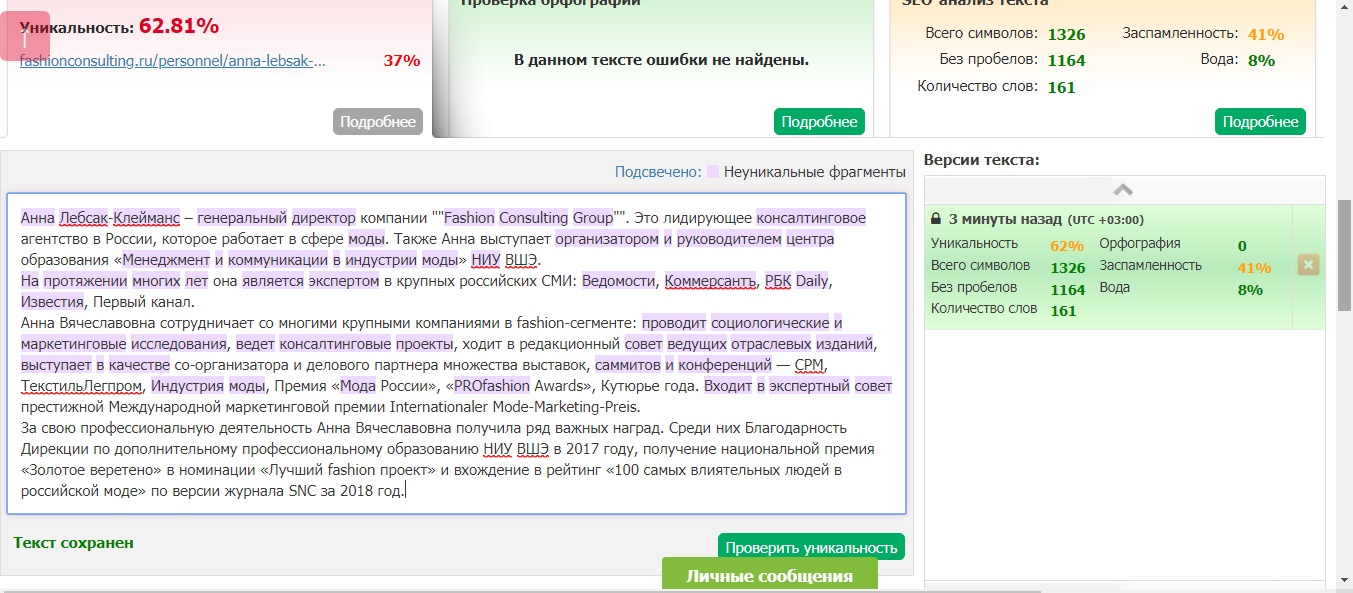 Проверка орфографии
SEO-анализ текста
Уникальность: 62.81%
fashionconsulting.ru/personnel/anna-lebsak-... 37%
Подробнее
В данном тексте ошибки не найдены.
Подробнее
Всего символов: 1326 Заспамленность: 41%
Без пробелов: 1164 Вода: 8%
Количество слов: 161
Подробнее
Подсвечено: Неуникальные фрагменты
Анна Лебсак-Клейманс – генеральный директор компании ""Fashion Consulting Group"". Это лидирующее консалтинговое
агентство в России, которое работает в сфере моды. Также Анна выступает организатором и руководителем центра
образования «Менеджмент и коммуникации в индустрии моды» НИУ ВШЭ.
На протяжении многих лет она является экспертом в крупных российских СМИ: Ведомости, Коммерсантъ, РБК Daily,
Известия, Первый канал.
Анна Вячеславовна сотрудничает со многими крупными компаниями в fashion-сегменте: проводит социологические и
маркетинговые исследования, ведет консалтинговые проекты, ходит в редакционный совет ведущих отраслевых изданий,
выступает в качестве со-организатора и делового партнера множества выставок, саммитов и конференций — CPM,
ТекстильЛегпром, Индустрия моды, Премия «Мода России», «PROfashion Awards», Кутюрье года. Входит в экспертный совет
престижной Международной маркетинговой премии Internationaler Mode-Marketing-Preis.
За свою профессиональную деятельность Анна Вячеславовна получила ряд важных наград. Среди них Благодарность
Дирекции по дополнительному профессиональному образованию НИУ ВШЭ в 2017 году, получение национальной премия
«Золотое веретено» в номинации «Лучший fashion проект» и вхождение в рейтинг «100 самых влиятельных людей в
российской моде» по версии журнала SNC за 2018 год.
Текст сохранен
Проверить уникальность
Личные сообщения
Версии текста:
3 минуты назад (UTC +03:00)
Уникальность 62% Орфография 0
Всего символов 1326 Заспамленность 41%
Без пробелов 1164 Вода 8%
Количество слов 161